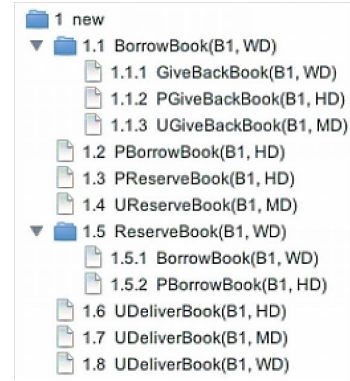 1 new
1.1 BorrowBook(B1, WD)
1.1.1 GiveBackBook(B1, WD)
1.1.2 PGiveBackBook(B1, HD)
1.1.3 UGiveBackBook(B1, MD)
1.2 PBorrowBook(B1, HD)
1.3 PReserveBook(B1, HD)
1.4 UReserveBook(B1, MD)
1.5 ReserveBook(B1, WD)
1.5.1 BorrowBook(B1, WD)
1.5.2 PBorrowBook(B1, HD)
1.6 UDeliverBook(B1, HD)
1.7 UDeliverBook(B1, MD)
1.8 UDeliverBook(B1, WD)